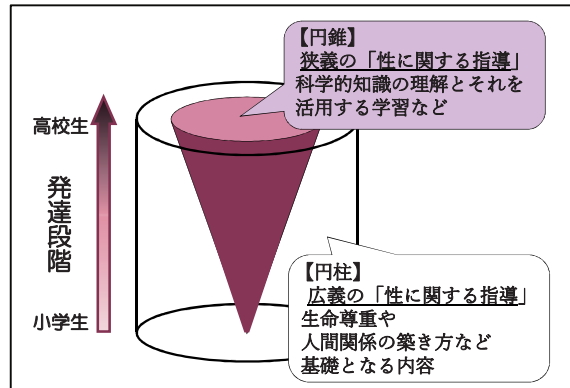 【円錐】
狭義の「性に関する指導」
科学的知識の理解とそれを
活用する学習など
高校生
発達段階
小学生
【円柱】
広義の「性に関する指導」
生命尊重や
人間関係の築き方など
基礎となる内容